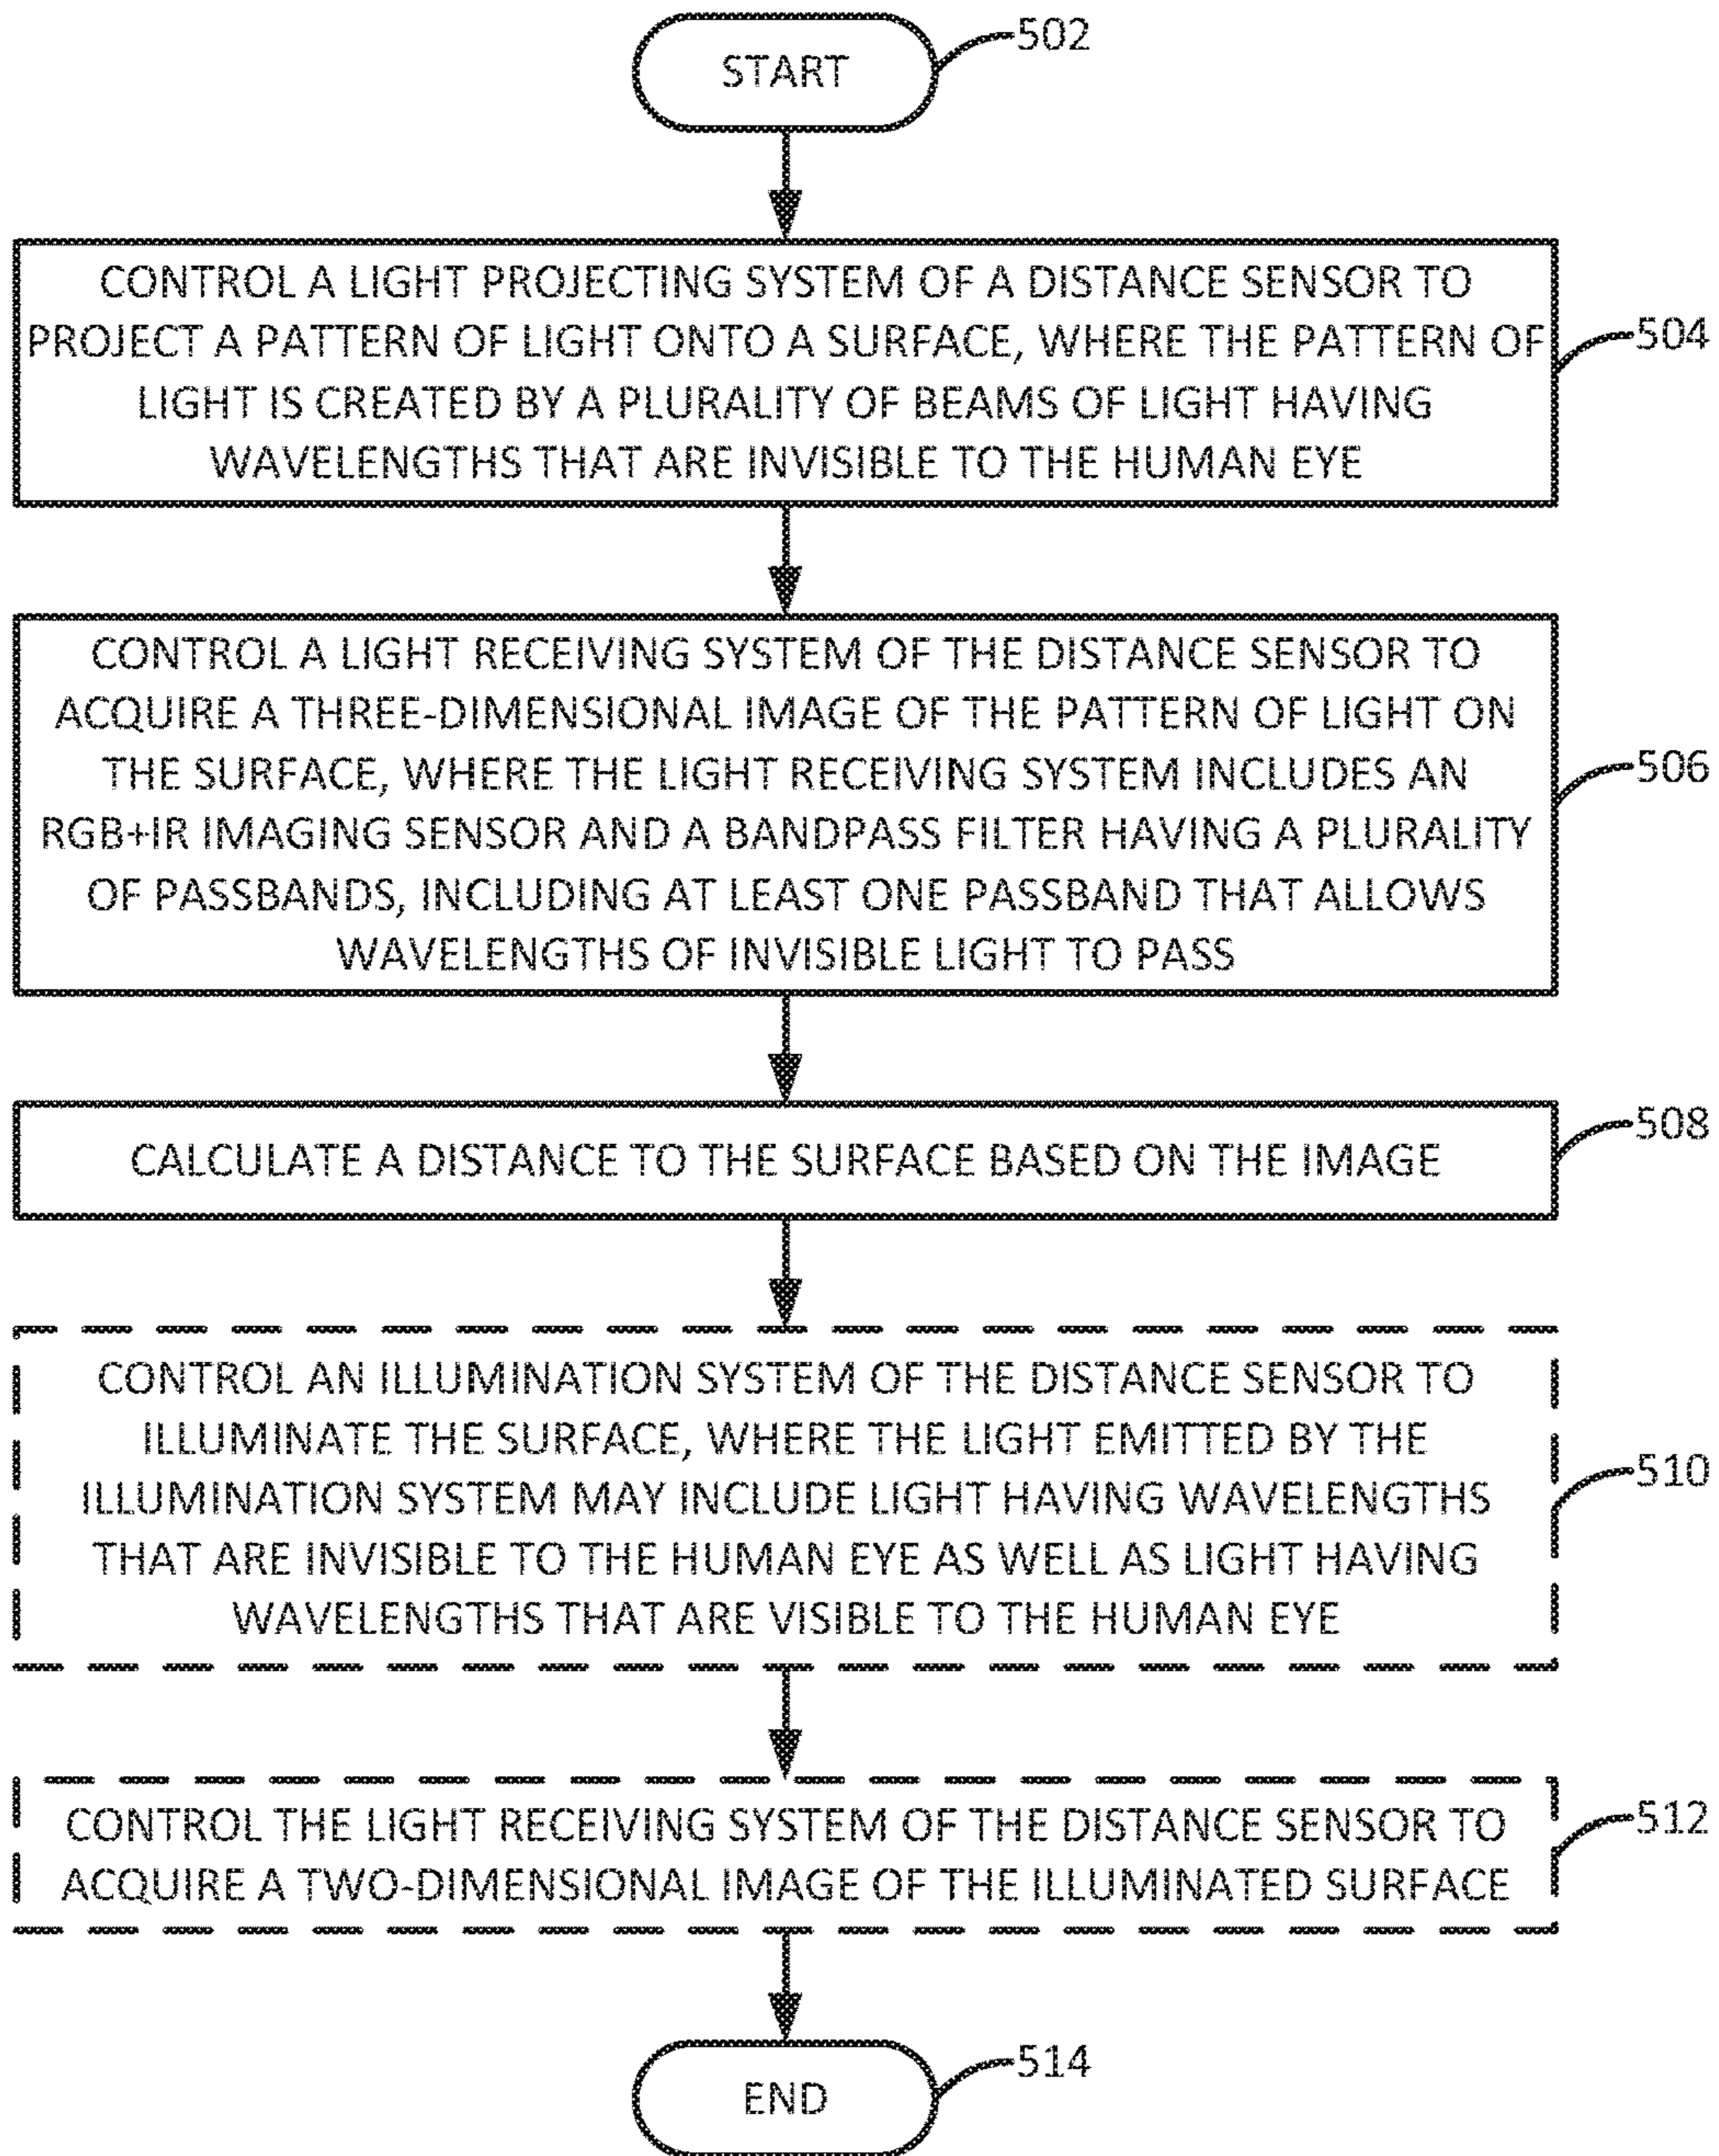 START
502
CONTROL A LIGHT PROJECTING SYSTEM OF A DISTANCE SENSOR TO
PROJECT A PATTERN OF LIGHT ONTO A SURFACE, WHERE THE PATTERN OF
LIGHT IS CREATED BY A PLURALITY OF BEAMS OF LIGHT HAVING
WAVELENGTHS THAT ARE INVISIBLE TO THE HUMAN EYE
504
CONTROL A LIGHT RECEIVING SYSTEM OF THE DISTANCE SENSOR TO
ACQUIRE A THREE-DIMENSIONAL IMAGE OF THE PATTERN OF LIGHT ON
THE SURFACE, WHERE THE LIGHT RECEIVING SYSTEM INCLUDES AN
RGB+IR IMAGING SENSOR AND A BANDPASS FILTER HAVING A PLURALITY
OF PASSBANDS, INCLUDING AT LEAST ONE PASSBAND THAT ALLOWS
WAVELENGTHS OF INVISIBLE LIGHT TO PASS
506
CALCULATE A DISTANCE TO THE SURFACE BASED ON THE IMAGE
508
CONTROL AN ILLUMINATION SYSTEM OF THE DISTANCE SENSOR TO
ILLUMINATE THE SURFACE, WHERE THE LIGHT EMITTED BY THE
ILLUMINATION SYSTEM MAY INCLUDE LIGHT HAVING WAVELENGTHS
THAT ARE INVISIBLE TO THE HUMAN EYE AS WELL AS LIGHT HAVING
WAVELENGTHS THAT ARE VISIBLE TO THE HUMAN EYE
510
CONTROL THE LIGHT RECEIVING SYSTEM OF THE DISTANCE SENSOR TO
ACQUIRE A TWO-DIMENSIONAL IMAGE OF THE ILLUMINATED SURFACE
512
END
514